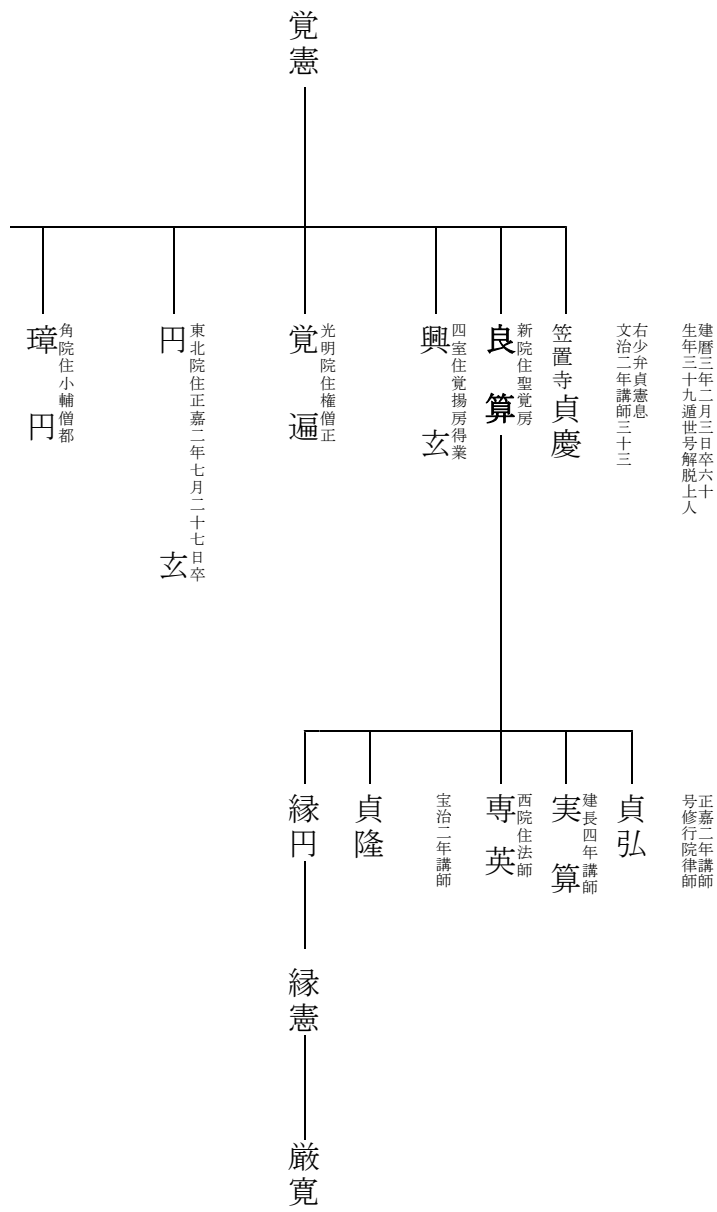 覚憲
建暦三年二月三日卒六十
生年三十九遁世号解脱上人
右少弁貞憲息
文治二年講師三十三
笠置寺貞慶
新院住聖覚房
良算
四室住覚揚房得業
興玄
光明院住権僧正
覚遍
東北院住正嘉二年七月二十七日卒
円玄
角院住小輔僧都
璋円
正嘉二年講師
号修行院律師
貞弘
建長四年講師
実算
西院住法師
専英
宝治二年講師
貞隆
縁円
縁憲
厳寛